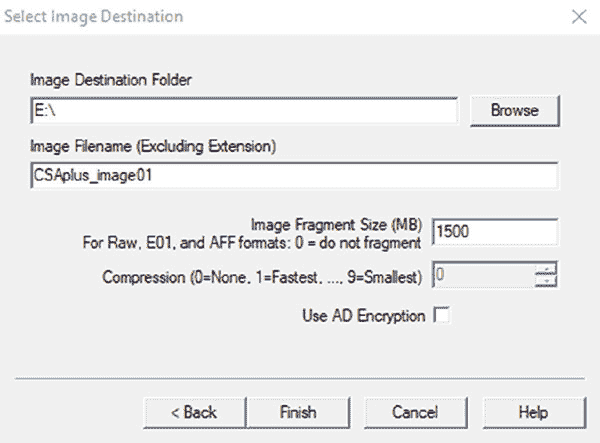 Select Image Destination
Image Destination Folder
E:\
Browse
Image Filename (Excluding Extension)
CSAplus_image01
Image Fragment Size (MB)
1500
For Raw, E01, and AFF formats: 0 = do not fragment
Compression (0=None, 1=Fastest, ..., 9=Smallest)
0
Use AD Encryption
< Back
Finish
Cancel
Help